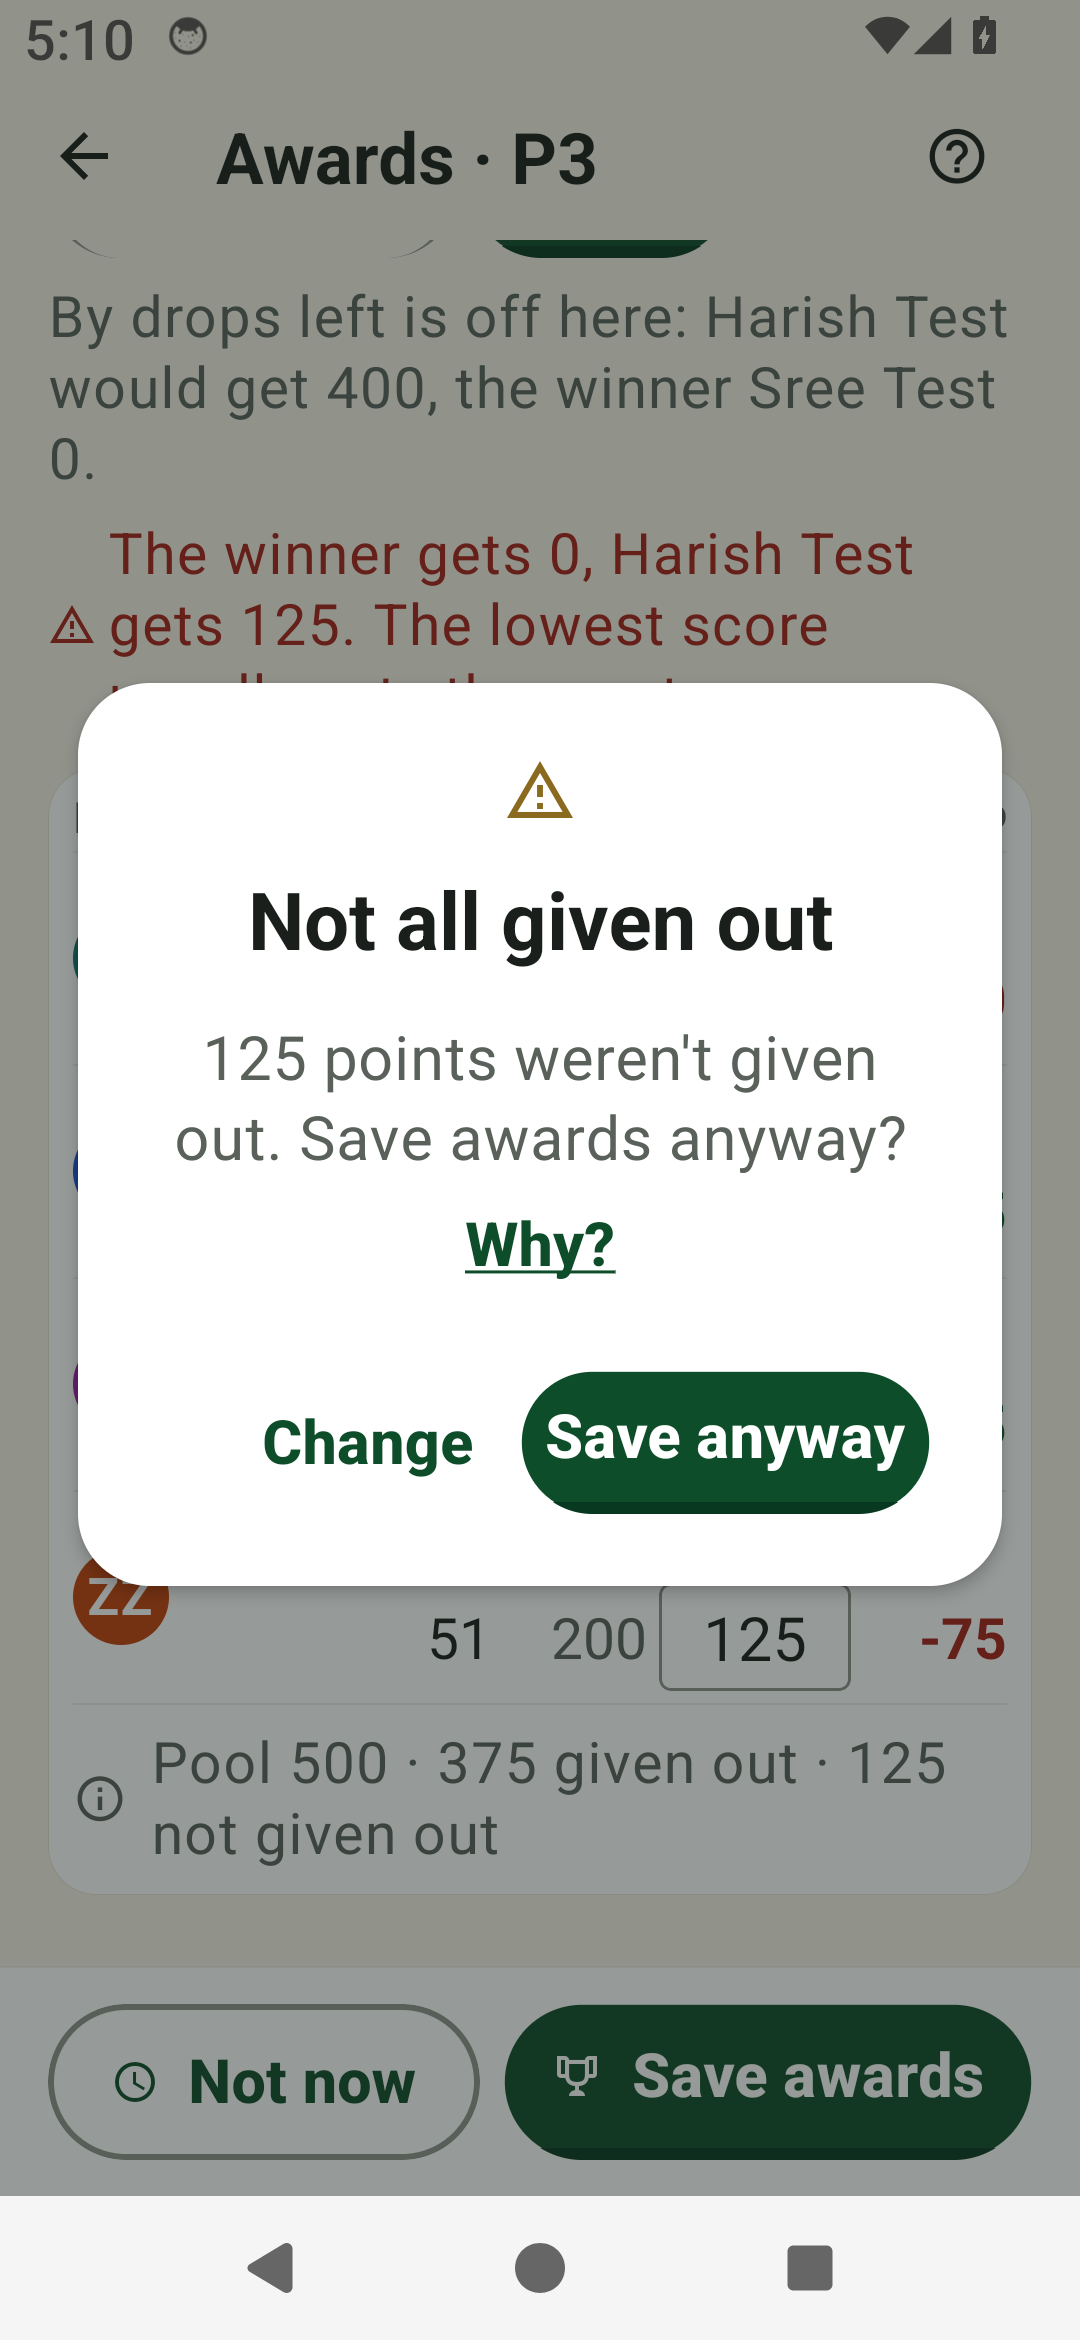 5:10
Awards · P3
By drops left is off here: Harish Test
would get 400, the winner Sree Test
0.
The winner gets 0, Harish Test
gets 125. The lowest score
Not all given out
125 points weren't given
out. Save awards anyway?
Why?
Change
Save anyway
ZZ
51 200 125 -75
Pool 500 · 375 given out · 125
not given out
Not now
Save awards